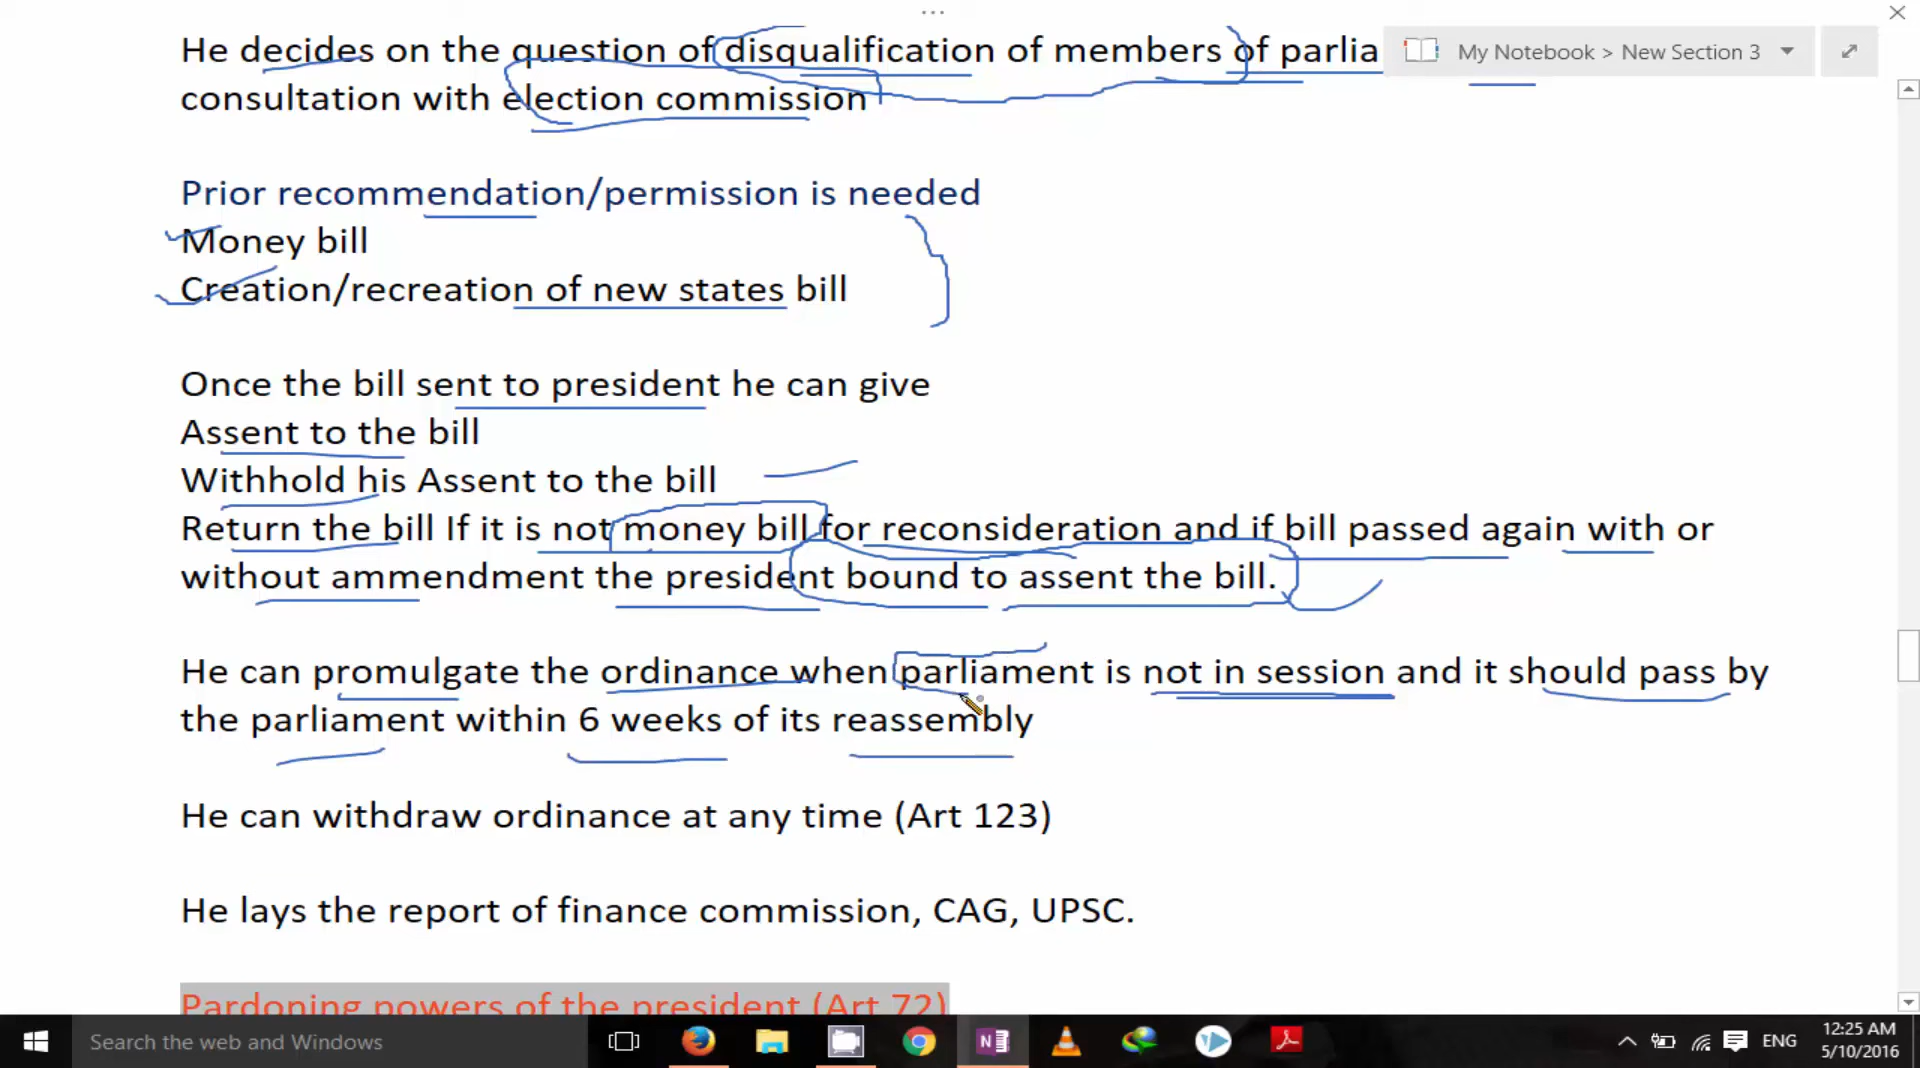 He decides on the question of disqualification of members of parlia
My Notebook > New Section 3
consultation with election commission
Prior recommendation/permission is needed
Money bill
Creation/recreation of new states bill
Once the bill sent to president he can give
Assent to the bill
Withhold his Assent to the bill
Return the bill If it is not money bill for reconsideration and if bill passed again with or
without ammendment the president bound to assent the bill.
He can promulgate the ordinance when parliament is not in session and it should pass by
the parliament within 6 weeks of its reassembly
He can withdraw ordinance at any time (Art 123)
He lays the report of finance commission, CAG, UPSC.
Pardoning powers of the president (Art 72)
Search the web and Windows
N
ENG
12:25 AM
5/10/2016